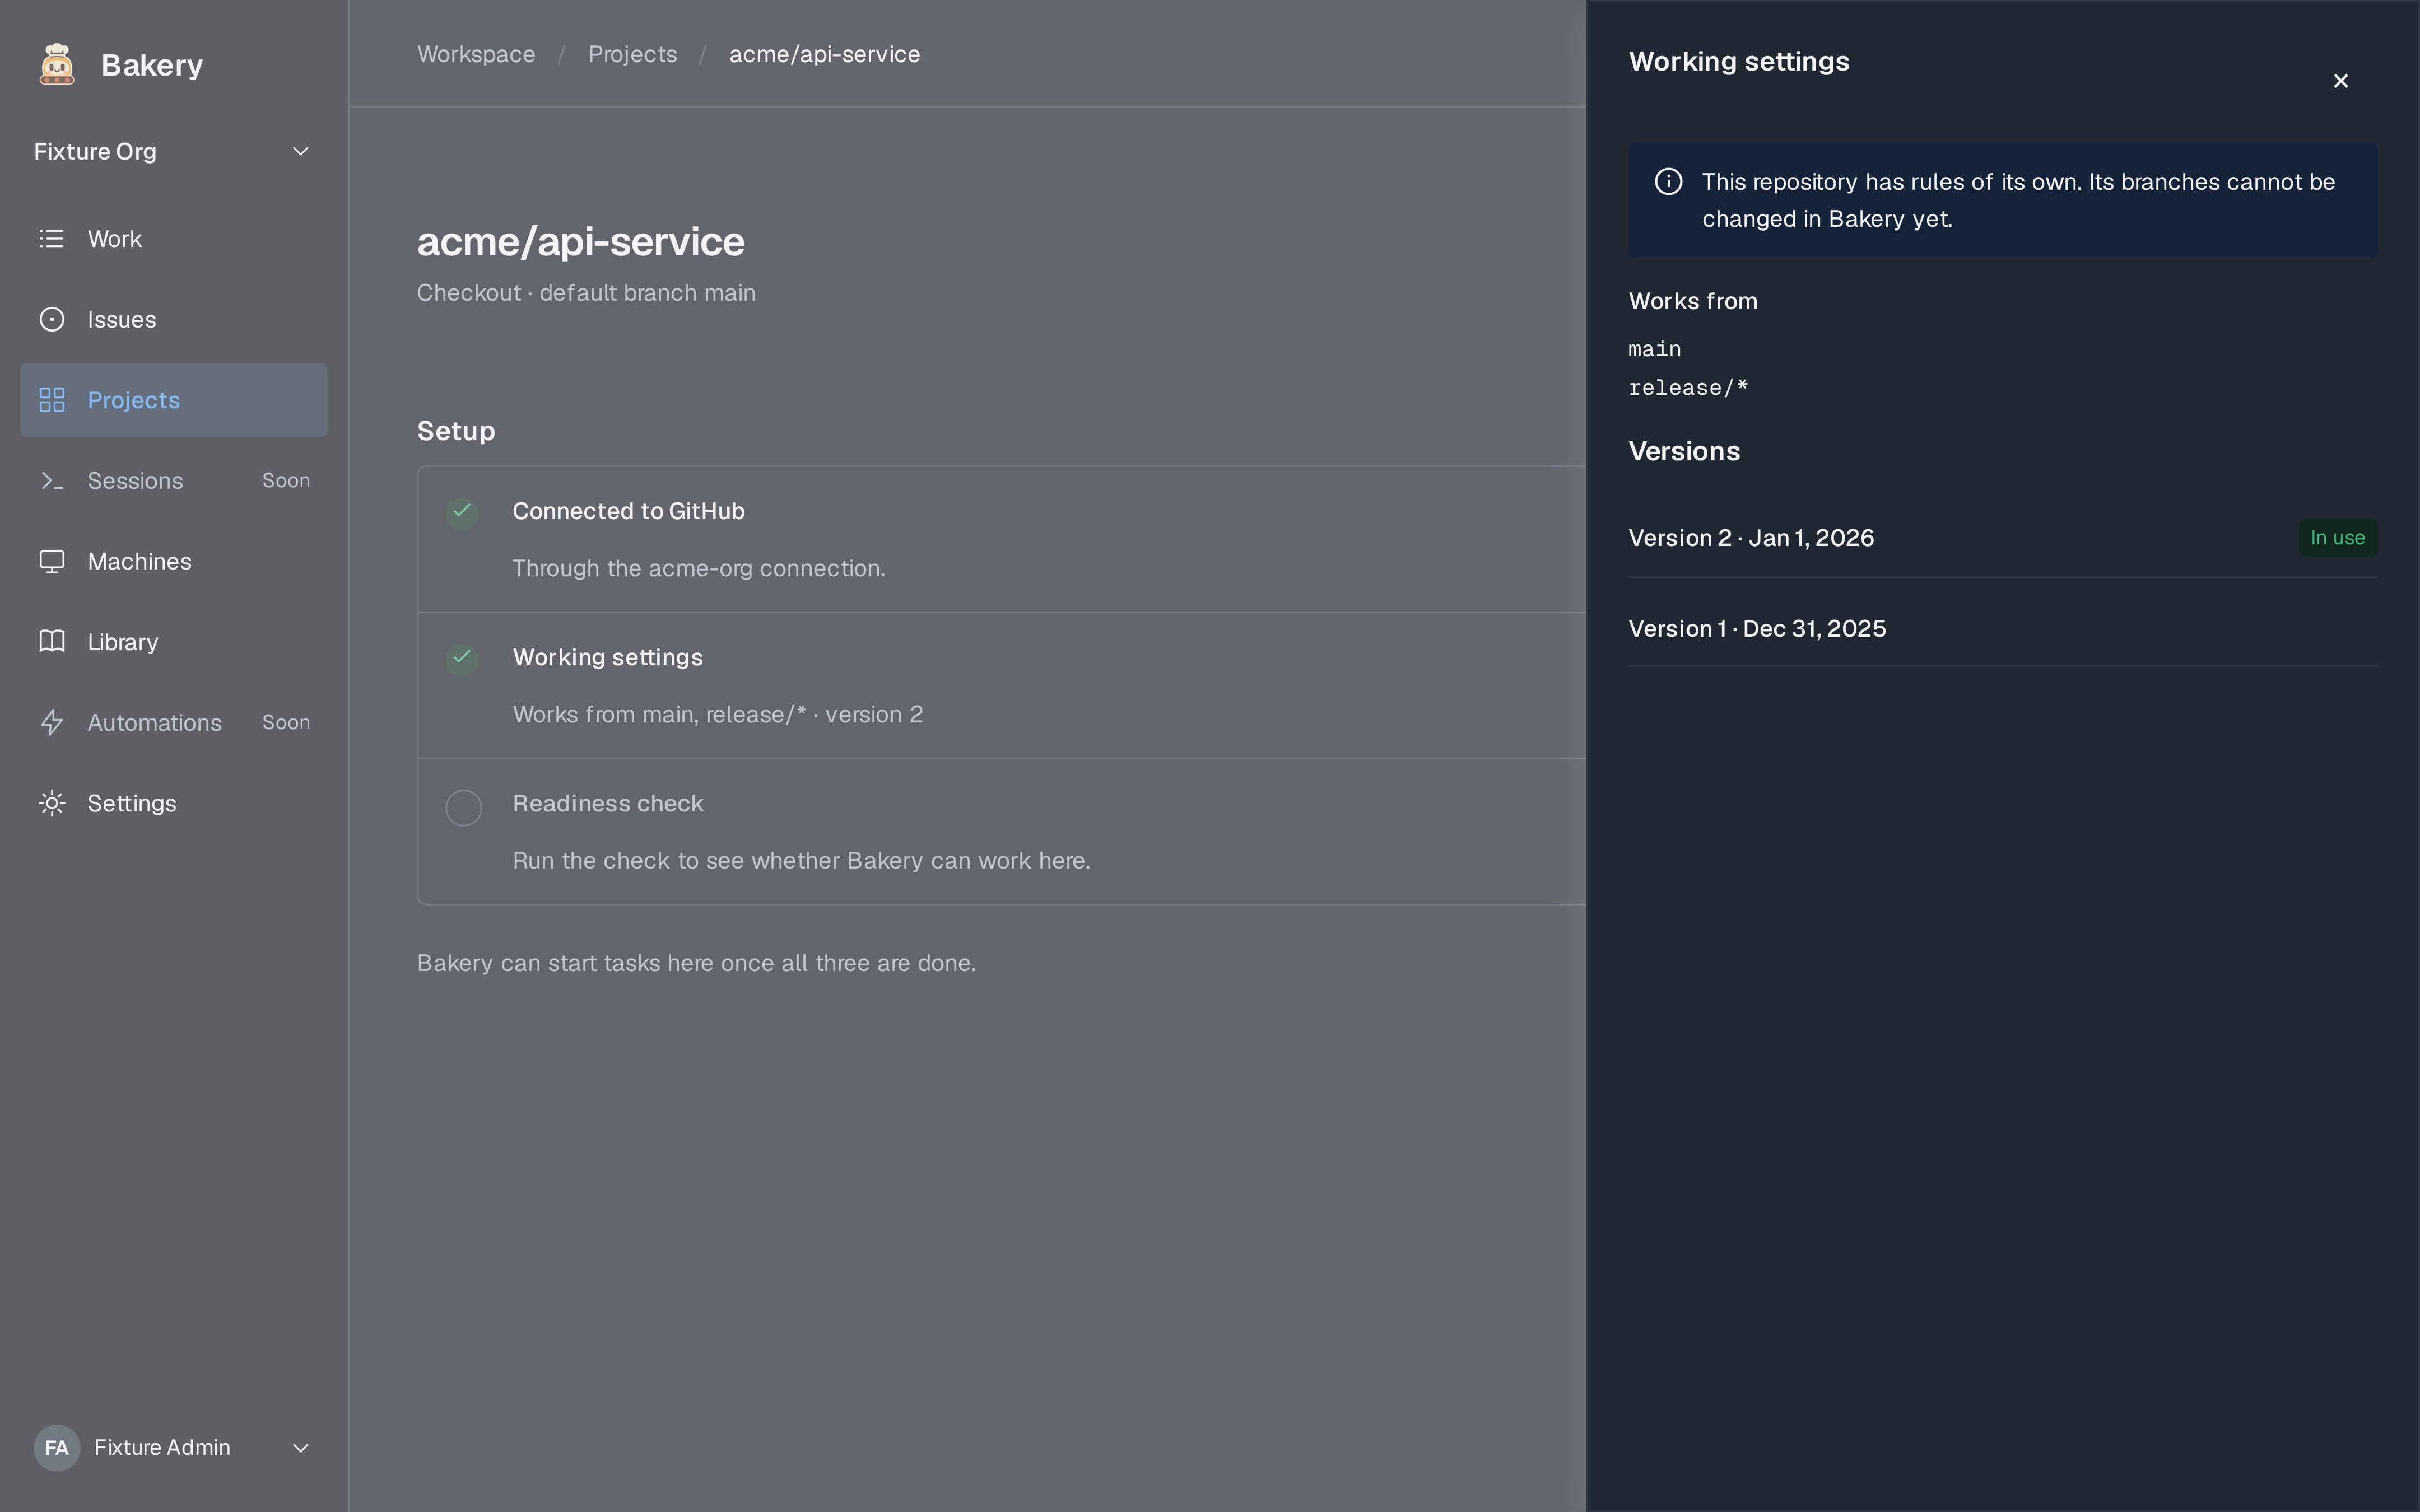 Bakery
Fixture Org
Work
Issues
Projects
Sessions Soon
Machines
Library
Automations Soon
Settings
FA Fixture Admin
Workspace / Projects / acme/api-service
acme/api-service
Checkout · default branch main
Setup
Connected to GitHub
Through the acme-org connection.
Working settings
Works from main, release/* · version 2
Readiness check
Run the check to see whether Bakery can work here.
Bakery can start tasks here once all three are done.
Working settings
This repository has rules of its own. Its branches cannot be
changed in Bakery yet.
Works from
main
release/*
Versions
Version 2 · Jan 1, 2026 In use
Version 1 · Dec 31, 2025